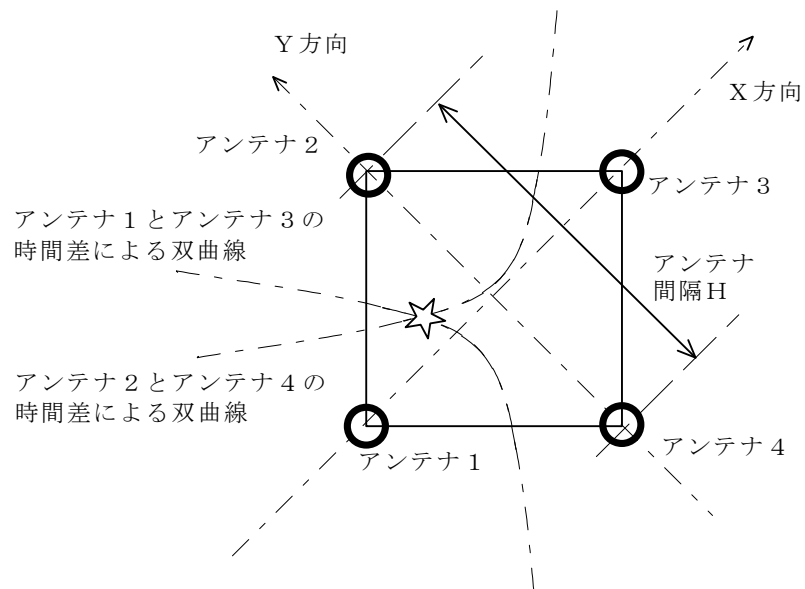 Ｙ方向
Ｘ方向
アンテナ２
アンテナ３
アンテナ１とアンテナ３の
時間差による双曲線
アンテナ
間隔Ｈ
アンテナ２とアンテナ４の
時間差による双曲線
アンテナ１
アンテナ４